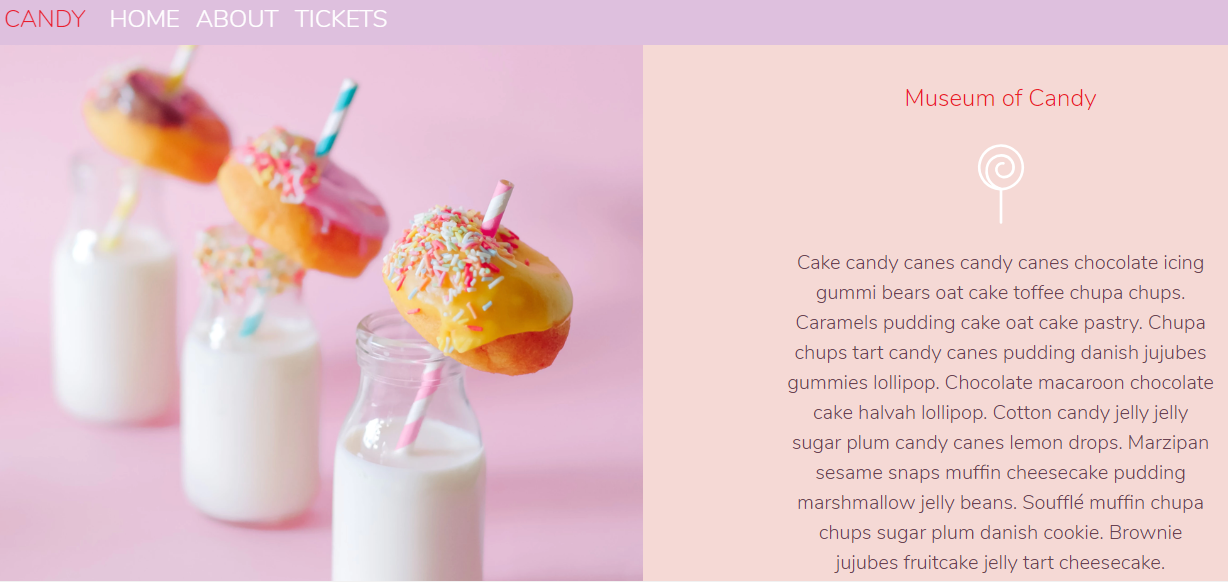 CANDY HOME ABOUT TICKETS
Museum of Candy
Cake candy canes candy canes chocolate icing
gummi bears oat cake toffee chupa chups.
Caramels pudding cake oat cake pastry. Chupa
chups tart candy canes pudding danish jujubes
gummies lollipop. Chocolate macaroon chocolate
cake halvah lollipop. Cotton candy jelly jelly
sugar plum candy canes lemon drops. Marzipan
sesame snaps muffin cheesecake pudding
marshmallow jelly beans. Soufflé muffin chupa
chups sugar plum danish cookie. Brownie
jujubes fruitcake jelly tart cheesecake.